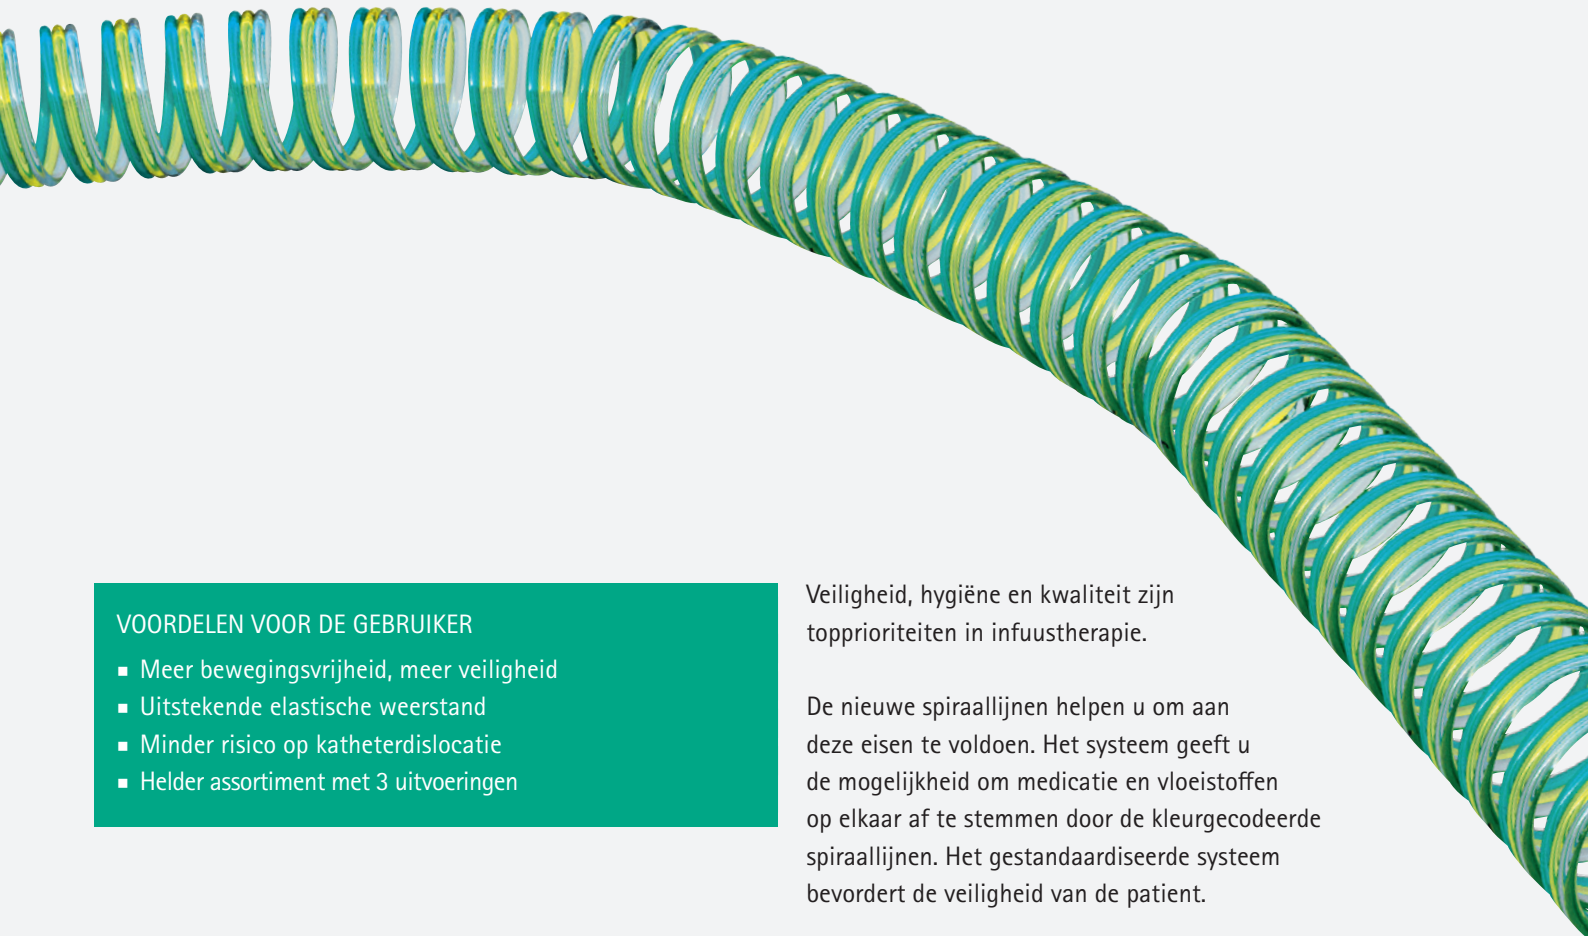 VOORDELEN VOOR DE GEBRUIKER
▪ Meer bewegingsvrijheid, meer veiligheid
▪ Uitstekende elastische weerstand
▪ Minder risico op katheterdislocatie
▪ Helder assortiment met 3 uitvoeringen
Veiligheid, hygiëne en kwaliteit zijn
topprioriteiten in infuustherapie.
De nieuwe spiraallijnen helpen u om aan
deze eisen te voldoen. Het systeem geeft u
de mogelijkheid om medicatie en vloeistoffen
op elkaar af te stemmen door de kleurgecodeerde
spiraallijnen. Het gestandaardiseerde systeem
bevordert de veiligheid van de patient.